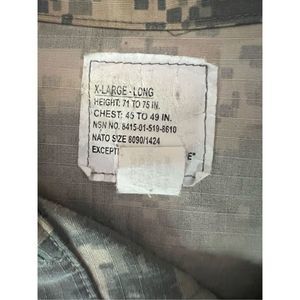 X-LARGE - LONG
HEIGHT: 71 TO 75 IN.
CHEST: 45 TO 49 IN.
NSN NO. 8415-01-519-8610
NATO SIZE 8090/1424
EXCEPT